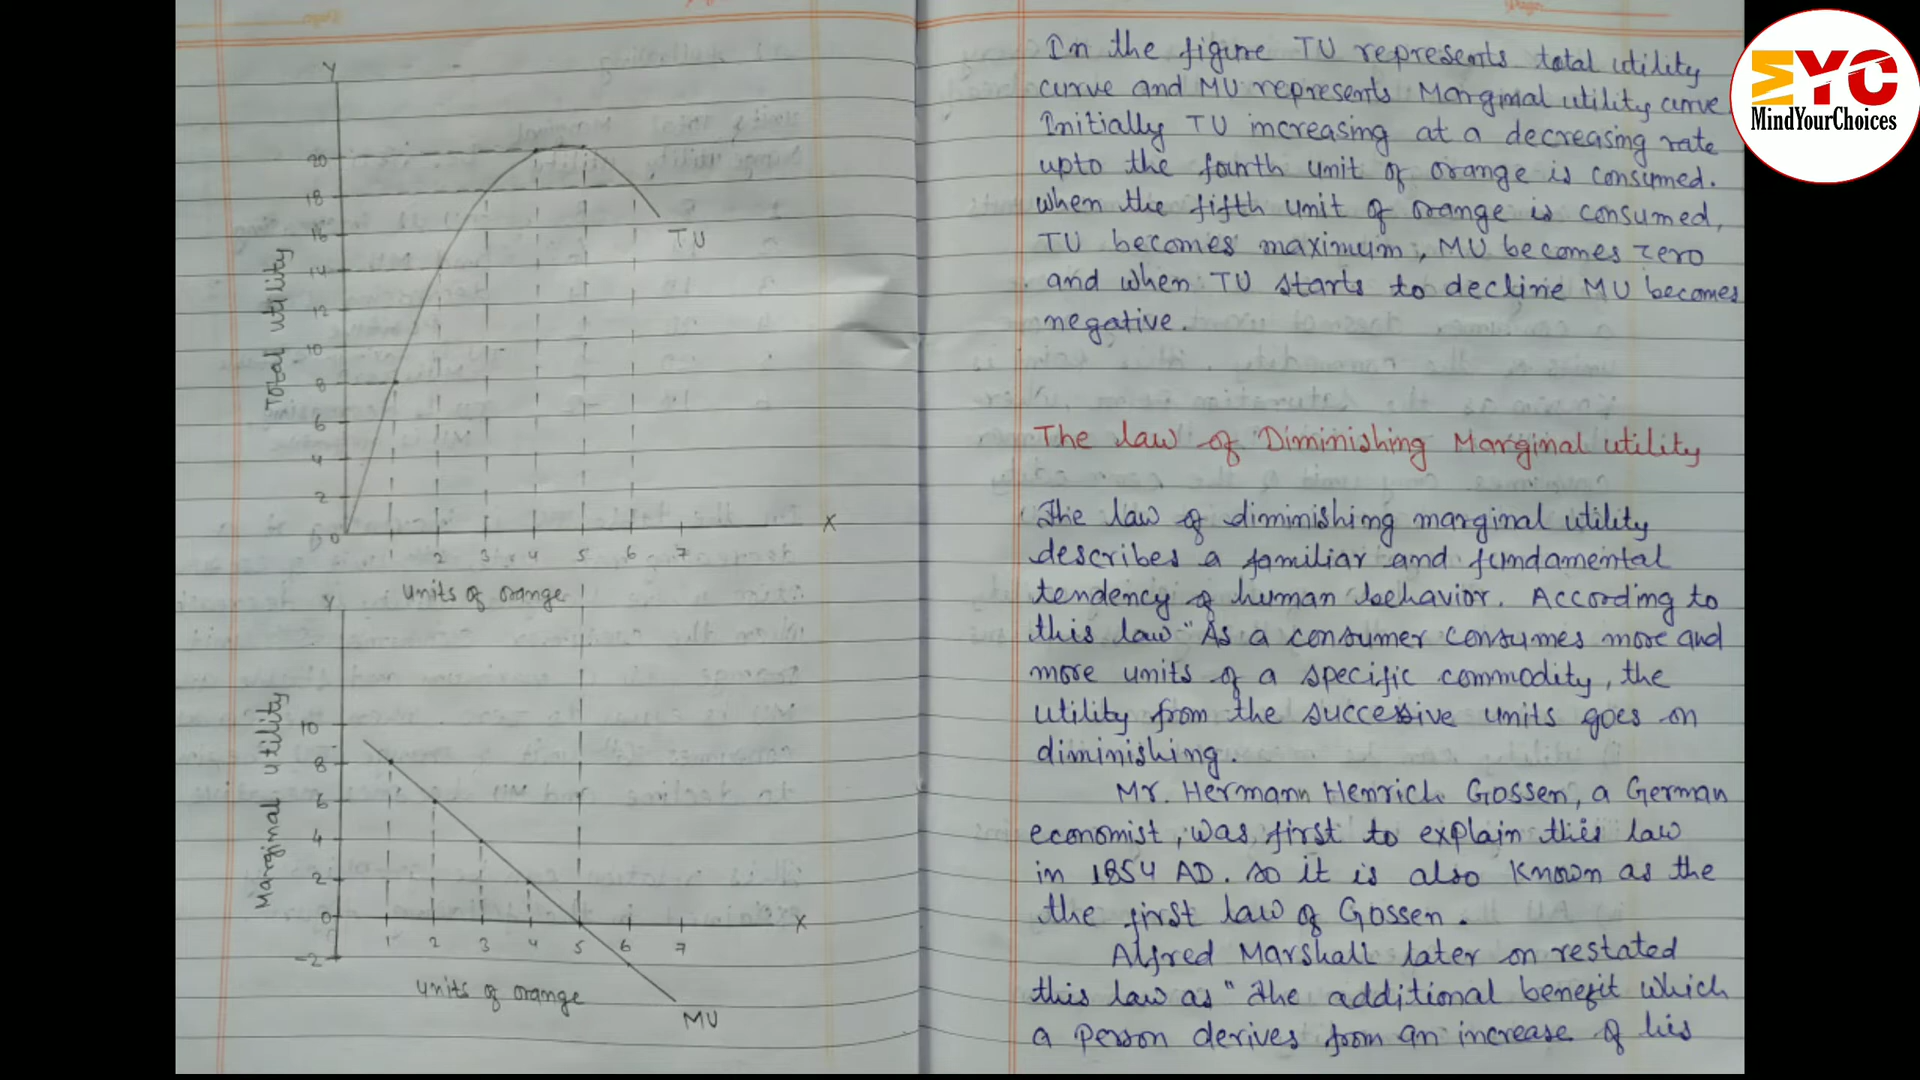 Y
20
18
16
14
12
10
8
6
4
2
0
Total utility
TU
X
1 2 3 4 5 6 7
Units of orange
Y
10
8
6
4
2
0
-2
Marginal utility
X
1 2 3 4 5 6 7
Units of orange
MU
In the figure TU represents total utility
curve and MU represents Marginal utility curve.
Initially TU increasing at a decreasing rate
upto the fourth unit of orange is consumed.
when the fifth unit of orange is consumed,
TU becomes maximum, MU becomes zero
and when TU starts to decline MU becomes
negative.
The law of Diminishing Marginal utility
The law of diminishing marginal utility
describes a familiar and fundamental
tendency of human behavior. According to
this law "As a consumer consumes more and
more units of a specific commodity, the
utility from the successive units goes on
diminishing.
Mr. Hermann Henrich Gossen, a German
economist, was first to explain this law
in 1854 AD. so it is also known as the
the first law of Gossen.
Alfred Marshall later on restated
this law as "The additional benefit which
a person derives from an increase of his
EYC
MindYourChoices